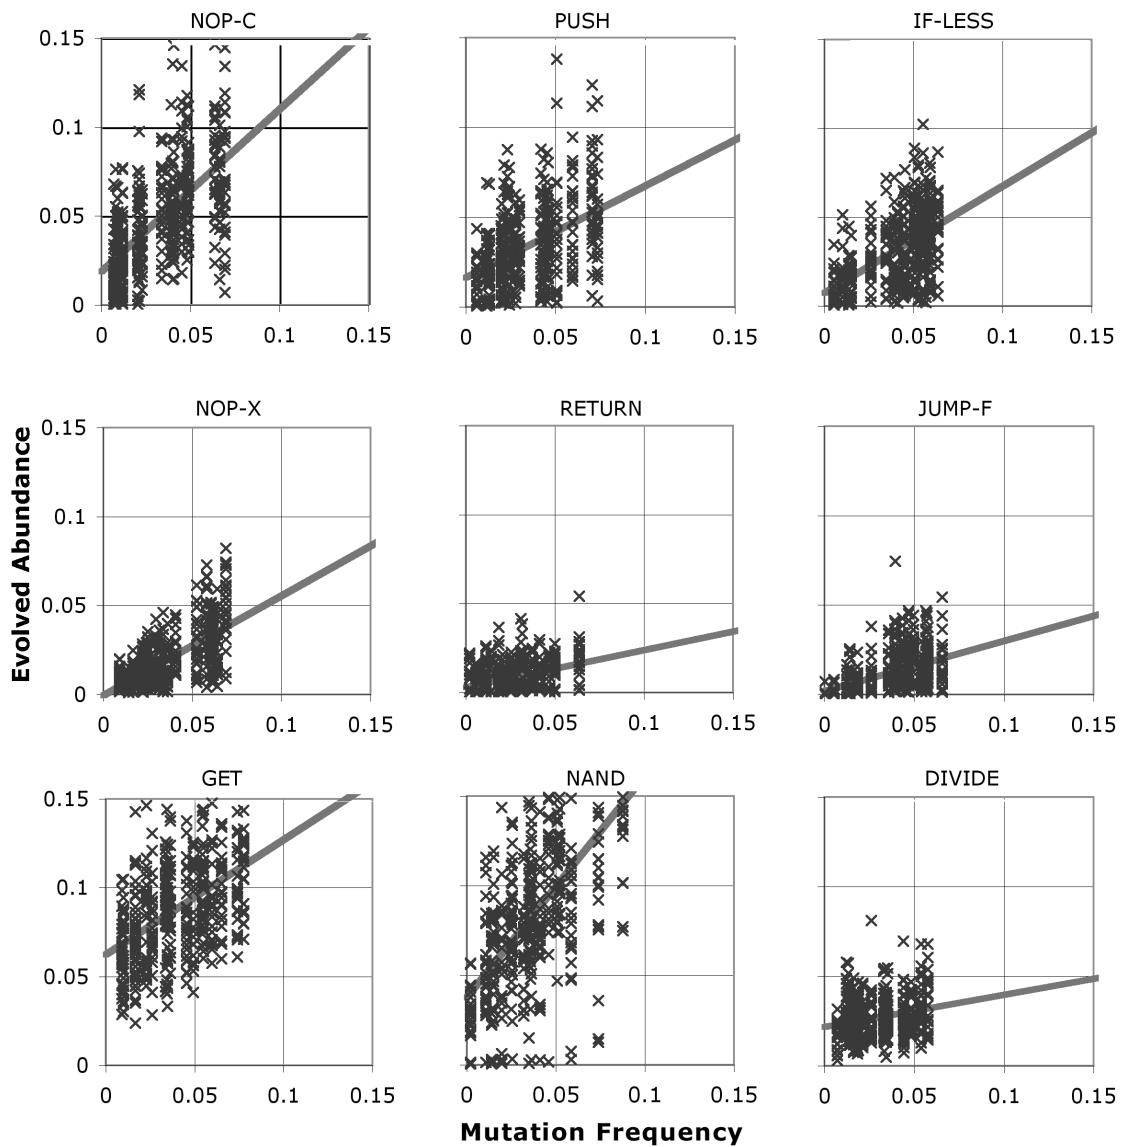 NOP-C PUSH IF-LESS
0.15
0.1
0.05
0
0 0.05 0.1 0.15 0 0.05 0.1 0.15 0 0.05 0.1 0.15
NOP-X RETURN JUMP-F
Evolved Abundance
0.15
0.1
0.05
0
0 0.05 0.1 0.15 0 0.05 0.1 0.15 0 0.05 0.1 0.15
GET NAND DIVIDE
0.15
0.1
0.05
0
0 0.05 0.1 0.15 0 0.05 0.1 0.15 0 0.05 0.1 0.15
Mutation Frequency